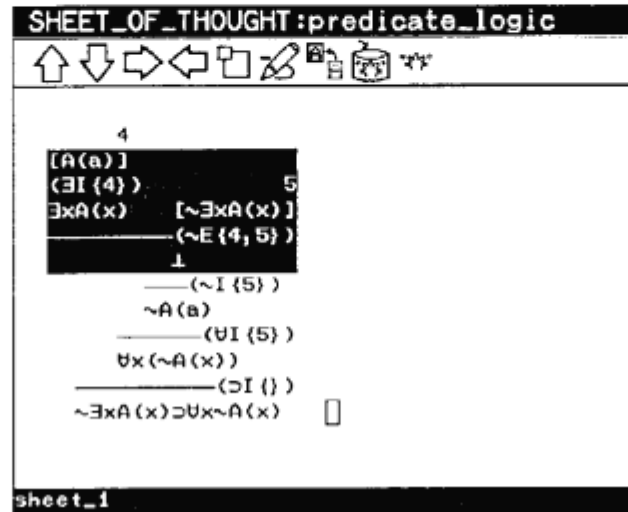 SHEET_OF_THOUGHT:predicate_logic
4
[A(a)]
(∃I{4}) 5
∃xA(x) [~∃xA(x)]
(~E{4,5})
⊥
(~I{5})
~A(a)
(∀I{5})
∀x(~A(x))
(⊃I{})
~∃xA(x)⊃∀x~A(x)
sheet_1